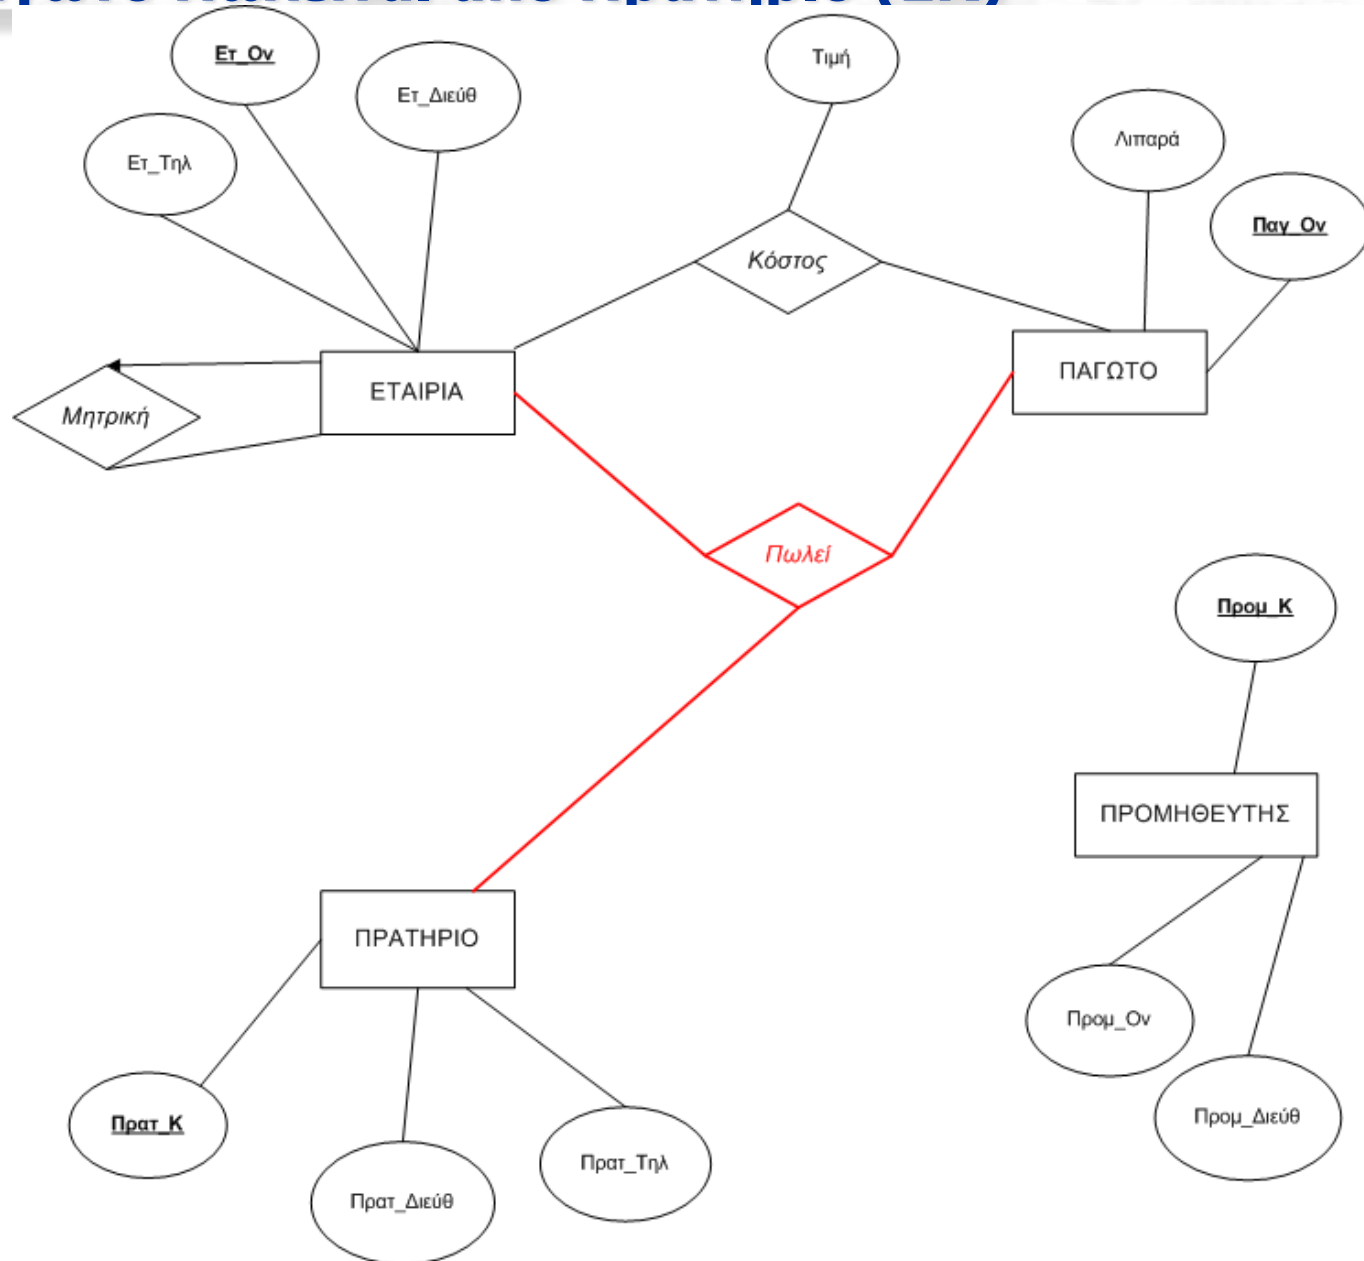 Ετ_Ον
Τιμή
Ετ_Διεύθ
Λιπαρά
Ετ_Τηλ
Παγ_Ον
Κόστος
ΕΤΑΙΡΙΑ
ΠΑΓΩΤΟ
Μητρική
Πωλεί
Προμ_Κ
ΠΡΟΜΗΘΕΥΤΗΣ
ΠΡΑΤΗΡΙΟ
Προμ_Ον
Πρατ_Κ
Προμ_Διεύθ
Πρατ_Τηλ
Πρατ_Διεύθ